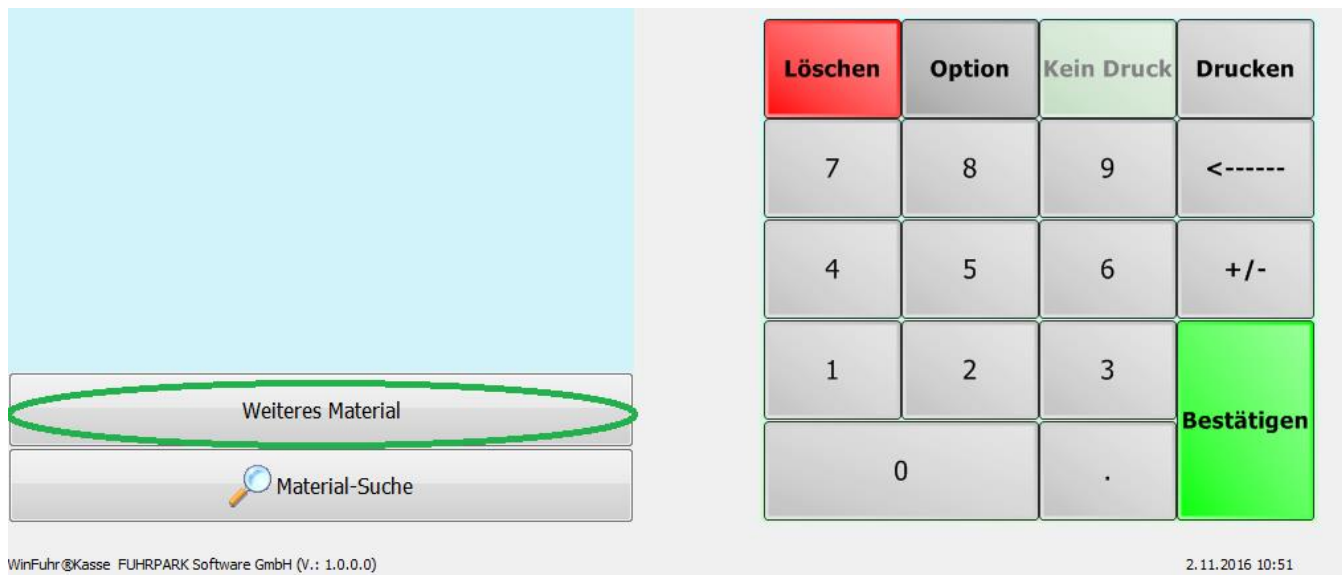 Löschen Option Kein Druck Drucken
7 8 9 <------
4 5 6 +/-
1 2 3
Bestätigen
0 .
Weiteres Material
Material-Suche
WinFuhr®Kasse FUHRPARK Software GmbH (V.: 1.0.0.0)
2.11.2016 10:51